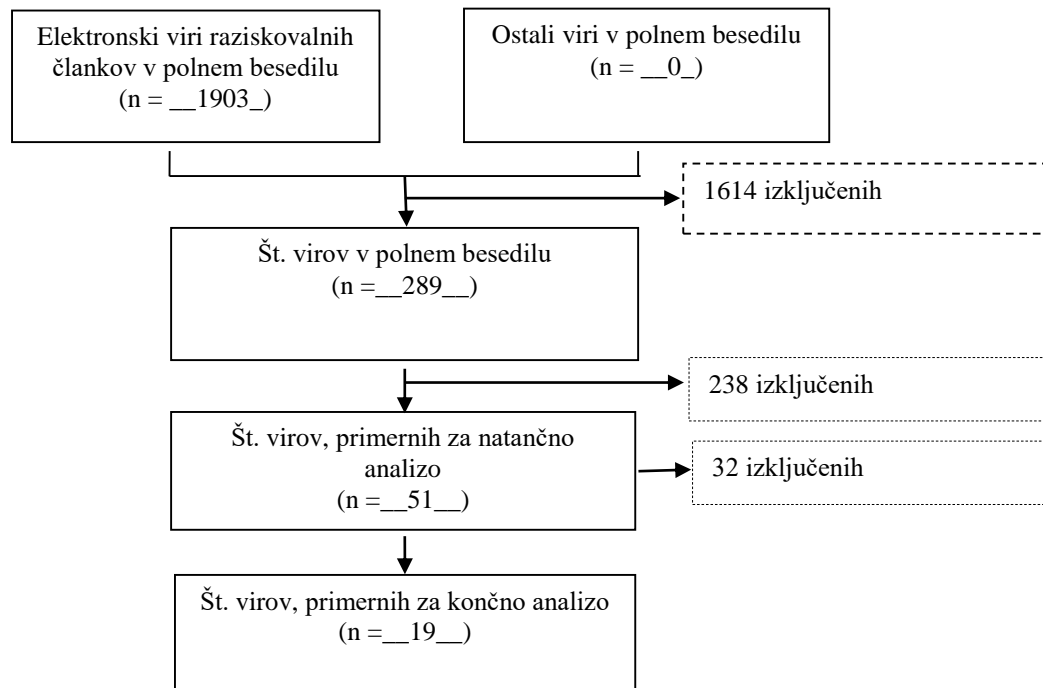 Elektronski viri raziskovalnih
člankov v polnem besedilu
(n = __1903_)
Ostali viri v polnem besedilu
(n = __0_)
1614 izključenih
Št. virov v polnem besedilu
(n =__289__)
238 izključenih
Št. virov, primernih za natančno
analizo
(n =__51__)
32 izključenih
Št. virov, primernih za končno analizo
(n =__19__)